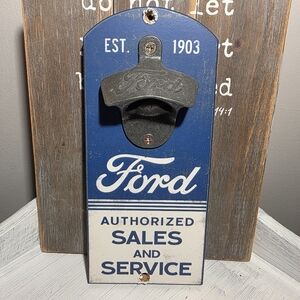 do not let
EST. 1903
Ford
Ford
14:1
AUTHORIZED
SALES
AND
SERVICE